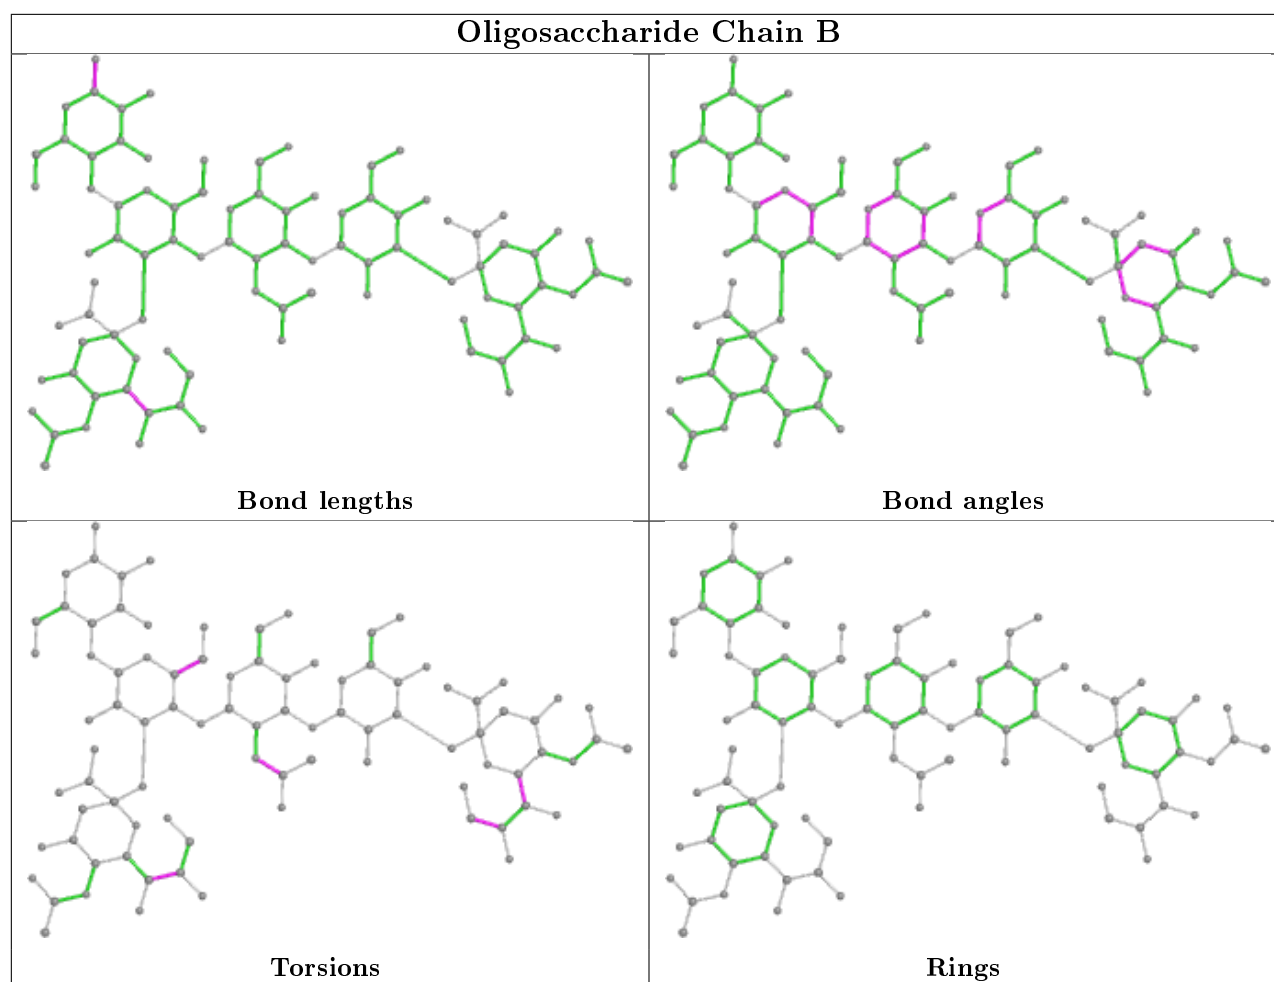 Oligosaccharide Chain B
Bond lengths
Bond angles
Torsions
Rings